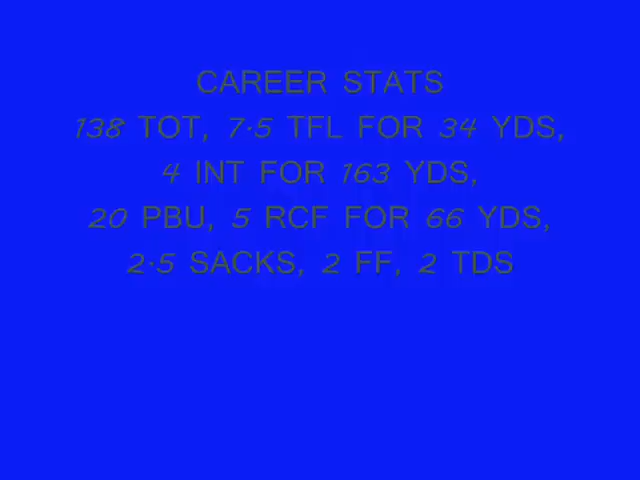 CAREER STATS
138 TOT, 7.5 TFL FOR 34 YDS,
4 INT FOR 163 YDS,
20 PBU, 5 RCF FOR 66 YDS,
2.5 SACKS, 2 FF, 2 TDS